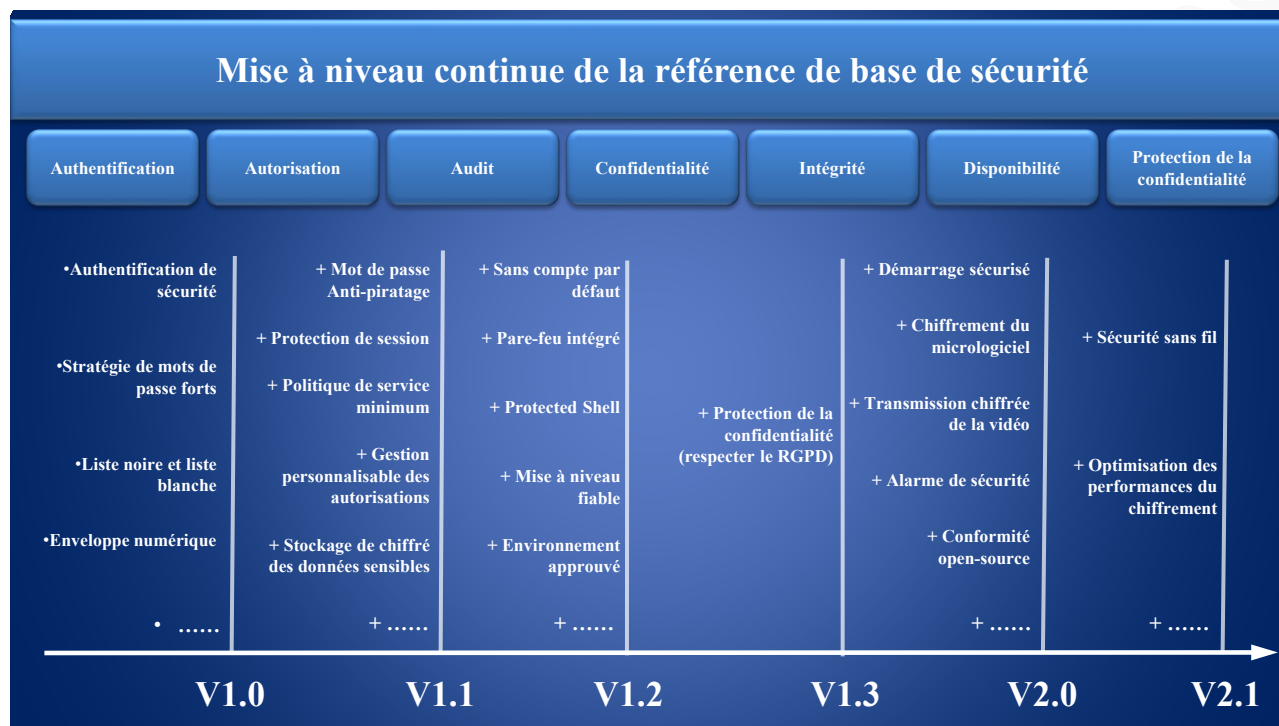 Mise à niveau continue de la référence de base de sécurité
Authentification
Autorisation
Audit
Confidentialité
Intégrité
Disponibilité
Protection de la
confidentialité
•Authentification de
sécurité
•Stratégie de mots de
passe forts
•Liste noire et liste
blanche
•Enveloppe numérique
• ……
+ Mot de passe
Anti-piratage
+ Protection de session
+ Politique de service
minimum
+ Gestion
personnalisable des
autorisations
+ Stockage de chiffré
des données sensibles
+ ……
+ Sans compte par
défaut
+ Pare-feu intégré
+ Protected Shell
+ Mise à niveau
fiable
+ Environnement
approuvé
+ ……
+ Protection de la
confidentialité
(respecter le RGPD)
+ Démarrage sécurisé
+ Chiffrement du
micrologiciel
+ Transmission chiffrée
de la vidéo
+ Alarme de sécurité
+ Conformité
open-source
+ ……
+ Sécurité sans fil
+ Optimisation des
performances du
chiffrement
+ ……
V1.0
V1.1
V1.2
V1.3
V2.0
V2.1